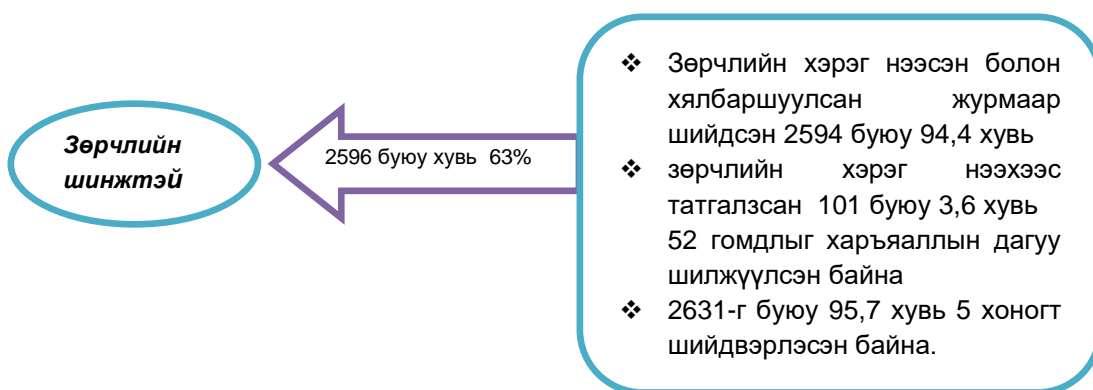 Зөрчлийн
шинжтэй
2596 буюу хувь 63%
❖ Зөрчлийн хэрэг нээсэн болон
хялбаршуулсан журмаар
шийдсэн 2594 буюу 94,4 хувь
❖ зөрчлийн хэрэг нээхээс
татгалзсан 101 буюу 3,6 хувь
52 гомдлыг харъяаллын дагуу
шилжүүлсэн байна
❖ 2631-г буюу 95,7 хувь 5 хоногт
шийдвэрлэсэн байна.